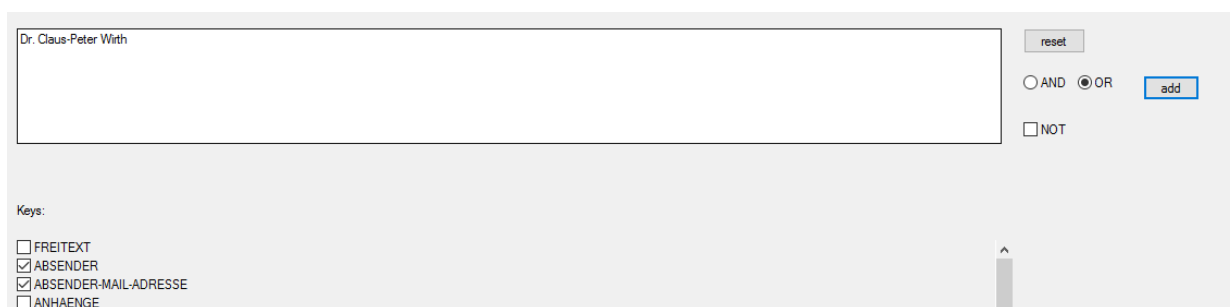 Dr. Claus-Peter Wirth
reset
AND OR add
NOT
Keys:
FREITEXT
ABSENDER
ABSENDER-MAIL-ADRESSE
ANHAENGE